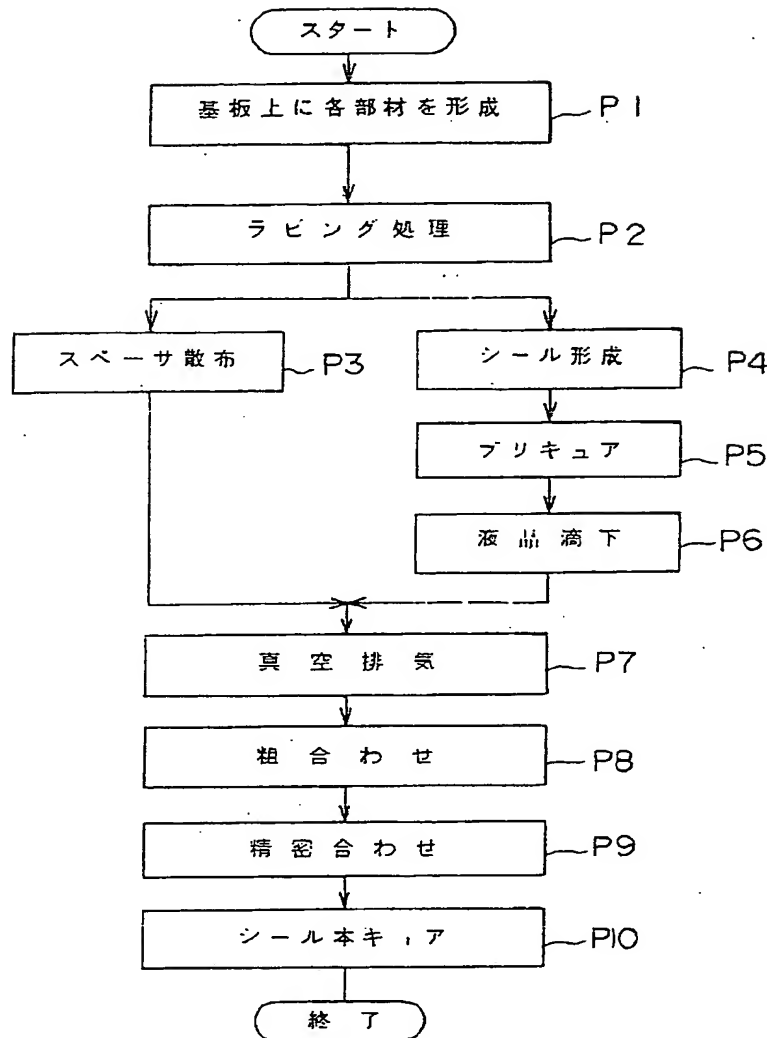 スタート
基板上に各部材を形成 P1
ラビング処理 P2
スペーサ散布 P3
シール形成 P4
プリキュア P5
液晶滴下 P6
真空排気 P7
粗合わせ P8
精密合わせ P9
シール本キュア P10
終了